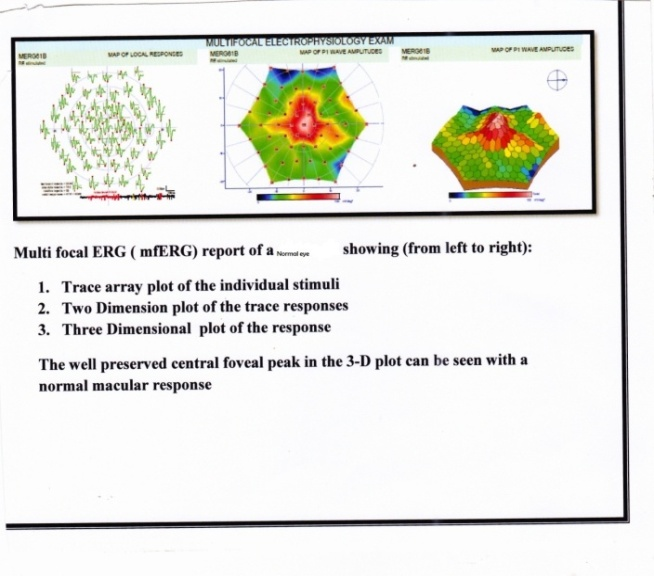 MULTIFOCAL ELECTROPHYSIOLOGY EXAM
MERG61B
MAP OF LOCAL RESPONSES
MERG61B
MAP OF P1 WAVE AMPLITUDES
MERG61B
MAP OF P1 WAVE AMPLITUDES
Multi focal ERG ( mfERG) report of a Normal eye showing (from left to right):
1. Trace array plot of the individual stimuli
2. Two Dimension plot of the trace responses
3. Three Dimensional plot of the response
The well preserved central foveal peak in the 3-D plot can be seen with a
normal macular response